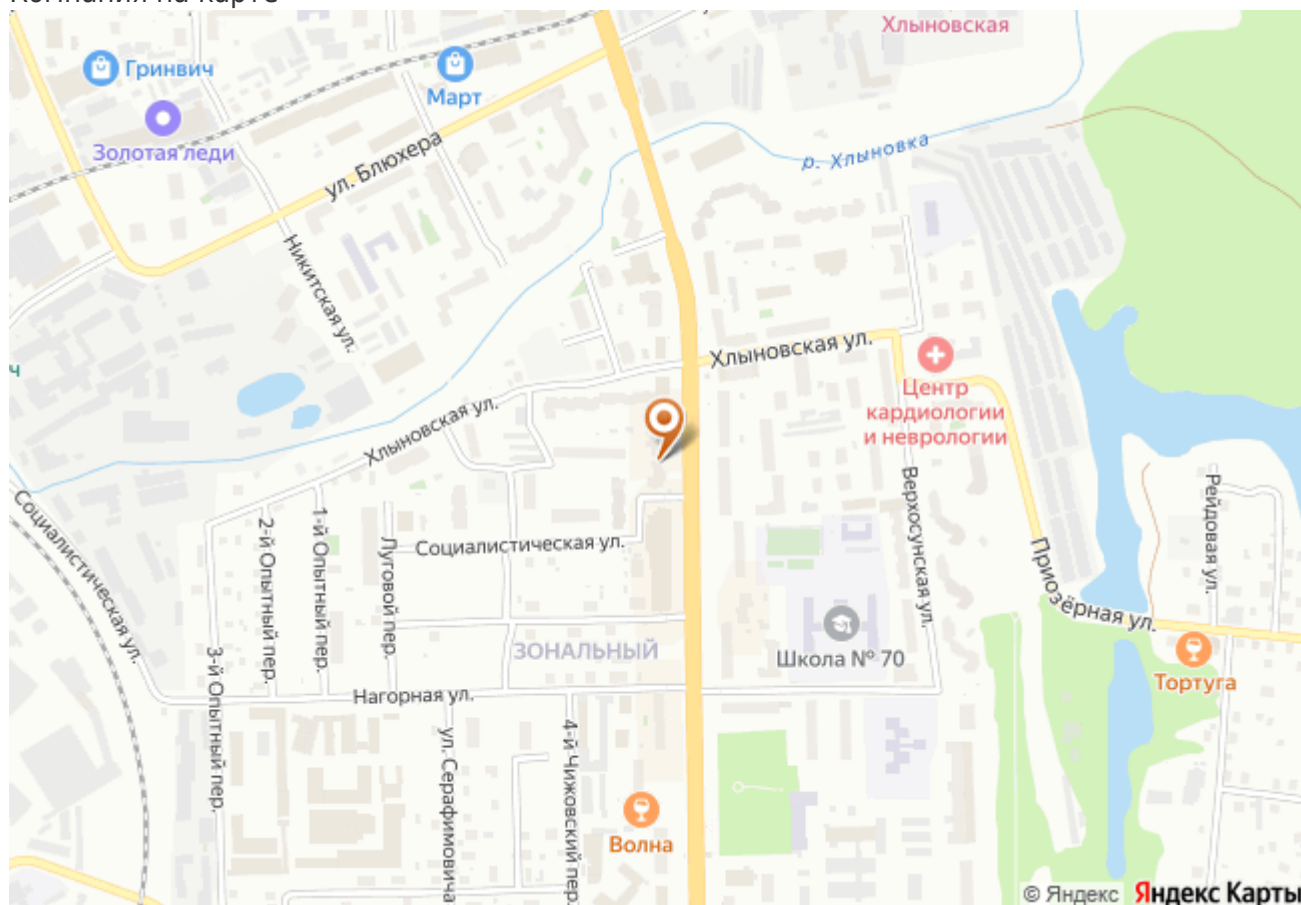 Компания на карте
Хлыновская
Гринвич
Март
Золотая леди
ул. Блюхера
р. Хлыновка
Никитская ул.
Хлыновская ул.
ч
Центр
кардиологии
и неврологии
Хлыновская ул.
Верхосунская ул.
Рейдовая ул.
Социалистическая ул.
2-й Опытный пер.
1-й Опытный пер.
Луговой пер.
Социалистическая ул.
Приозёрная ул.
ЗОНАЛЬНЫЙ
Школа № 70
Тортуга
3-й Опытный пер.
Нагорная ул.
ул. Серафимовича
4-й Чижовский пер.
Волна
© Яндекс Яндекс Карты